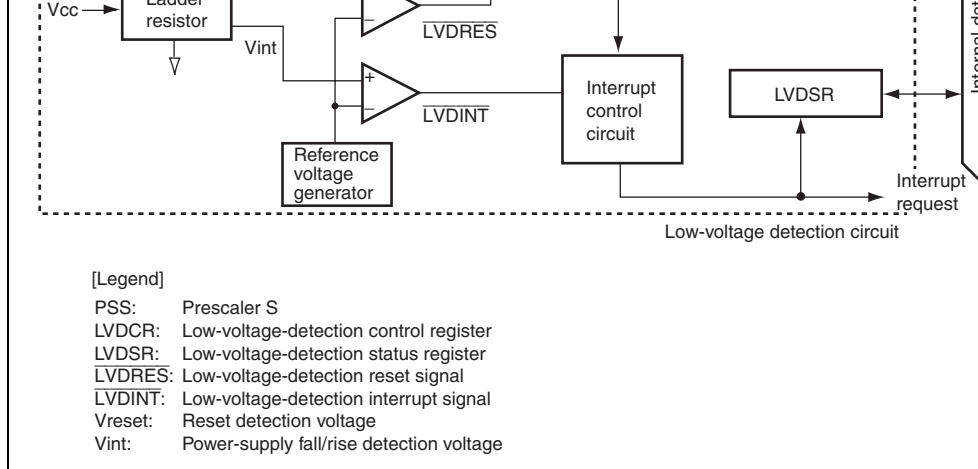 Ladder
resistor
Vcc
Vint
−
LVDRES
+
−
LVDINT
Interrupt
control
circuit
LVDSR
Reference
voltage
generator
Interrupt
request
Low-voltage detection circuit
[Legend]
PSS: Prescaler S
LVDCR: Low-voltage-detection control register
LVDSR: Low-voltage-detection status register
LVDRES: Low-voltage-detection reset signal
LVDINT: Low-voltage-detection interrupt signal
Vreset: Reset detection voltage
Vint: Power-supply fall/rise detection voltage
Internal